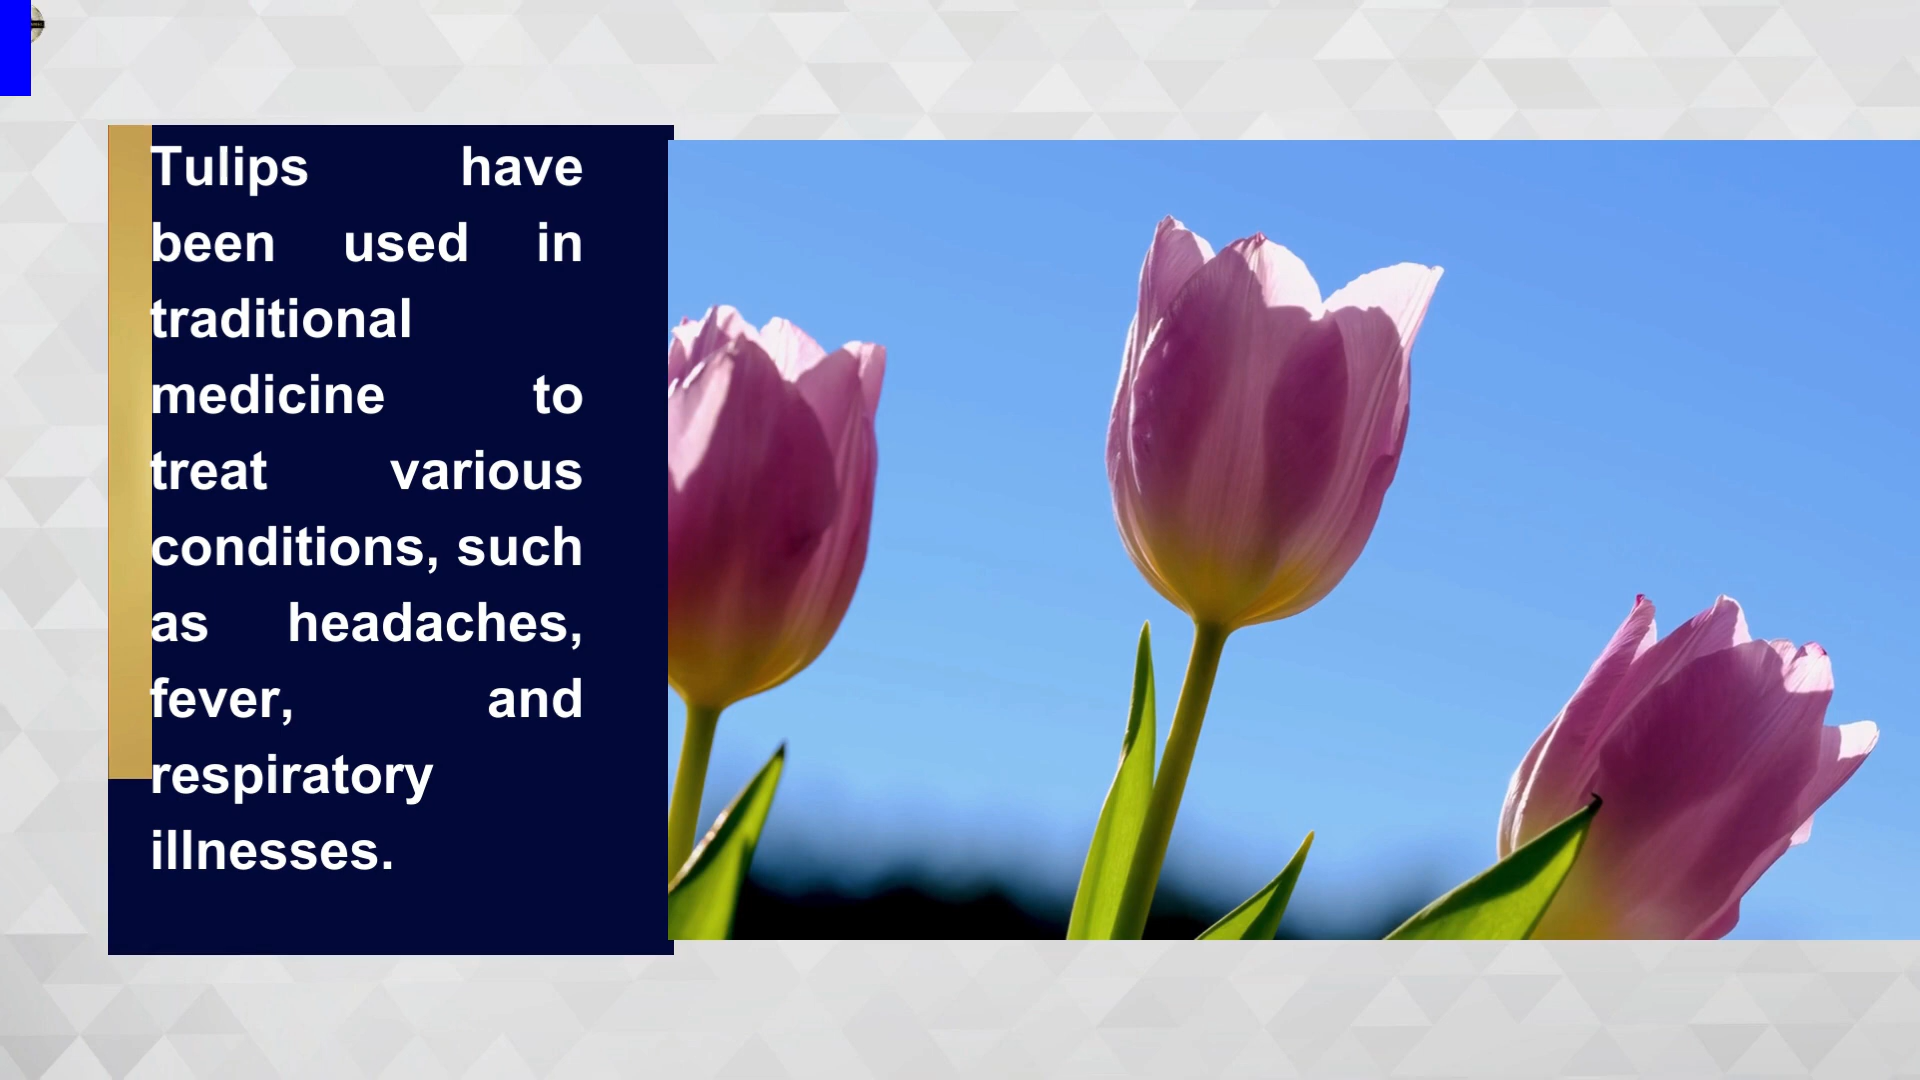 Tulips have
been used in
traditional
medicine to
treat various
conditions, such
as headaches,
fever, and
respiratory
illnesses.